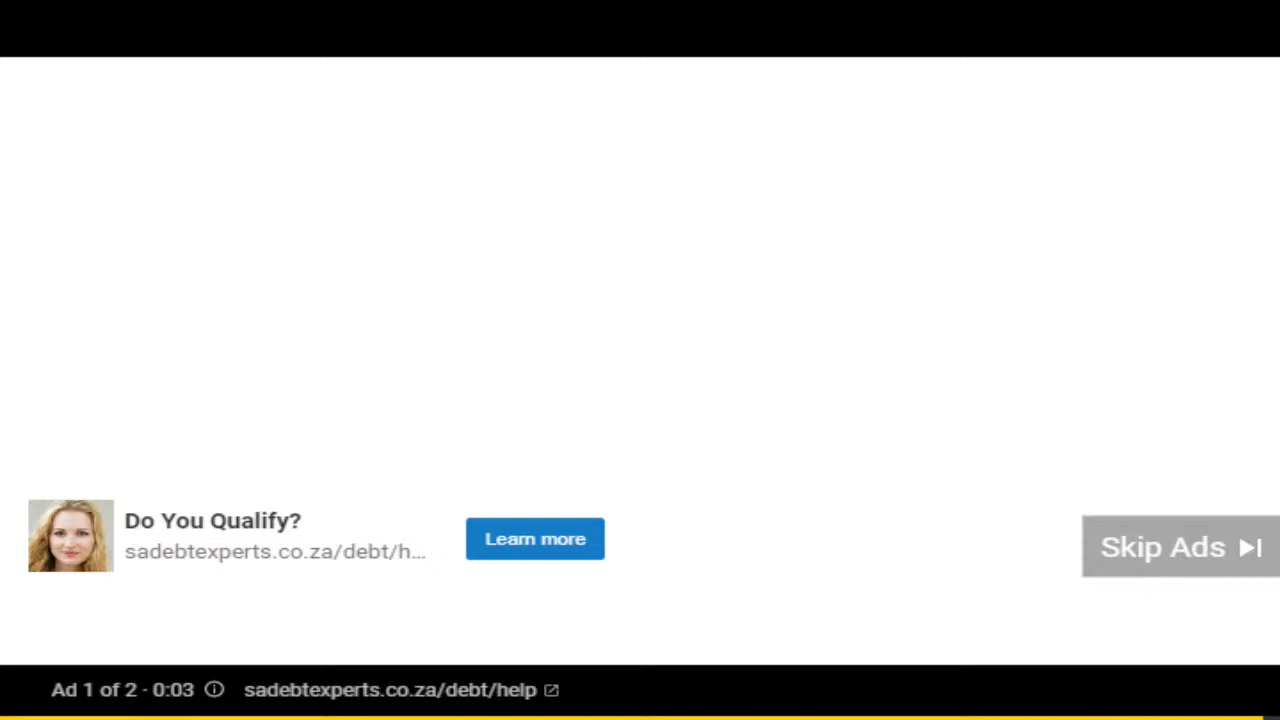 Do You Qualify?
sadebtexperts.co.za/debt/h...
Learn more
Skip Ads
Ad 1 of 2 · 0:03
sadebtexperts.co.za/debt/help